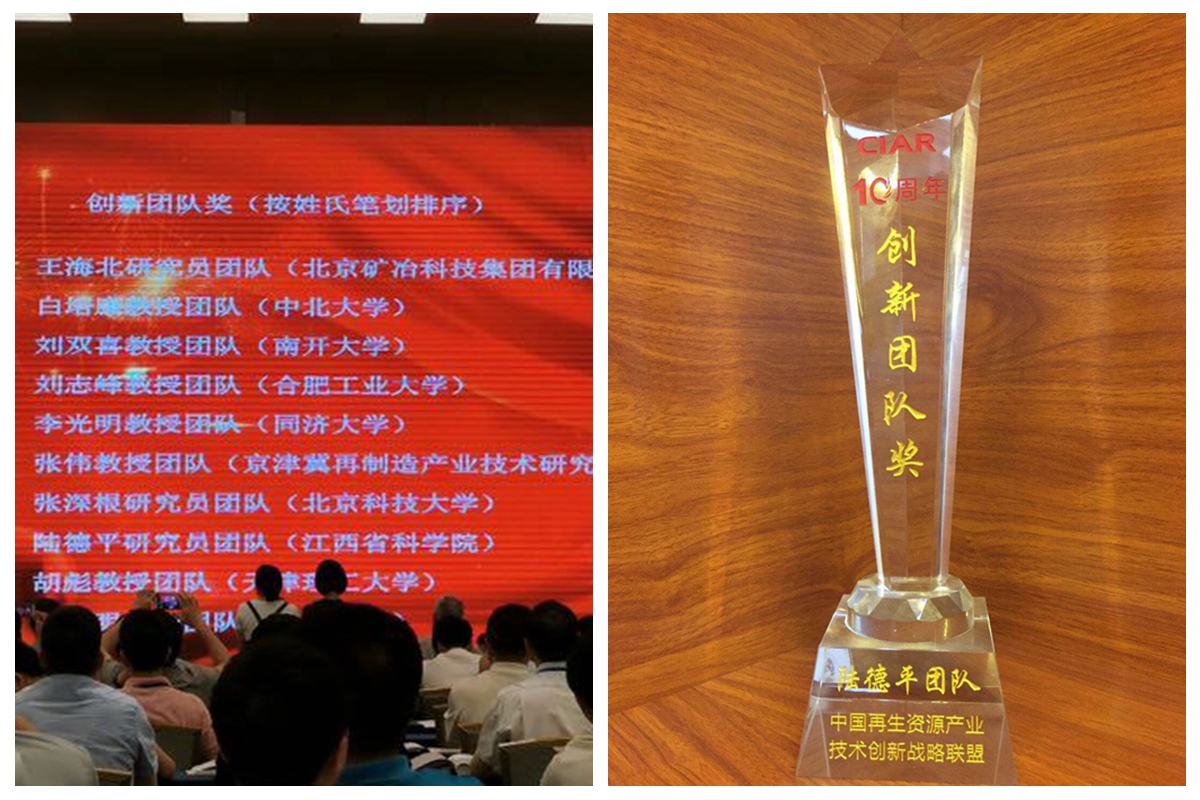 创新团队奖（按姓氏笔划排序）
王海北研究员团队（北京矿冶科技集团有限
白培康教授团队（中北大学）
刘双喜教授团队（南开大学）
刘志峰教授团队（合肥工业大学）
李光明教授团队（同济大学）
张伟教授团队（京津冀再制造产业技术研究
张深根研究员团队（北京科技大学）
陆德平研究员团队（江西省科学院）
胡彪教授团队（天津理工大学）
CIAR
10周年
创新团队奖
陆德平团队
中国再生资源产业
技术创新战略联盟